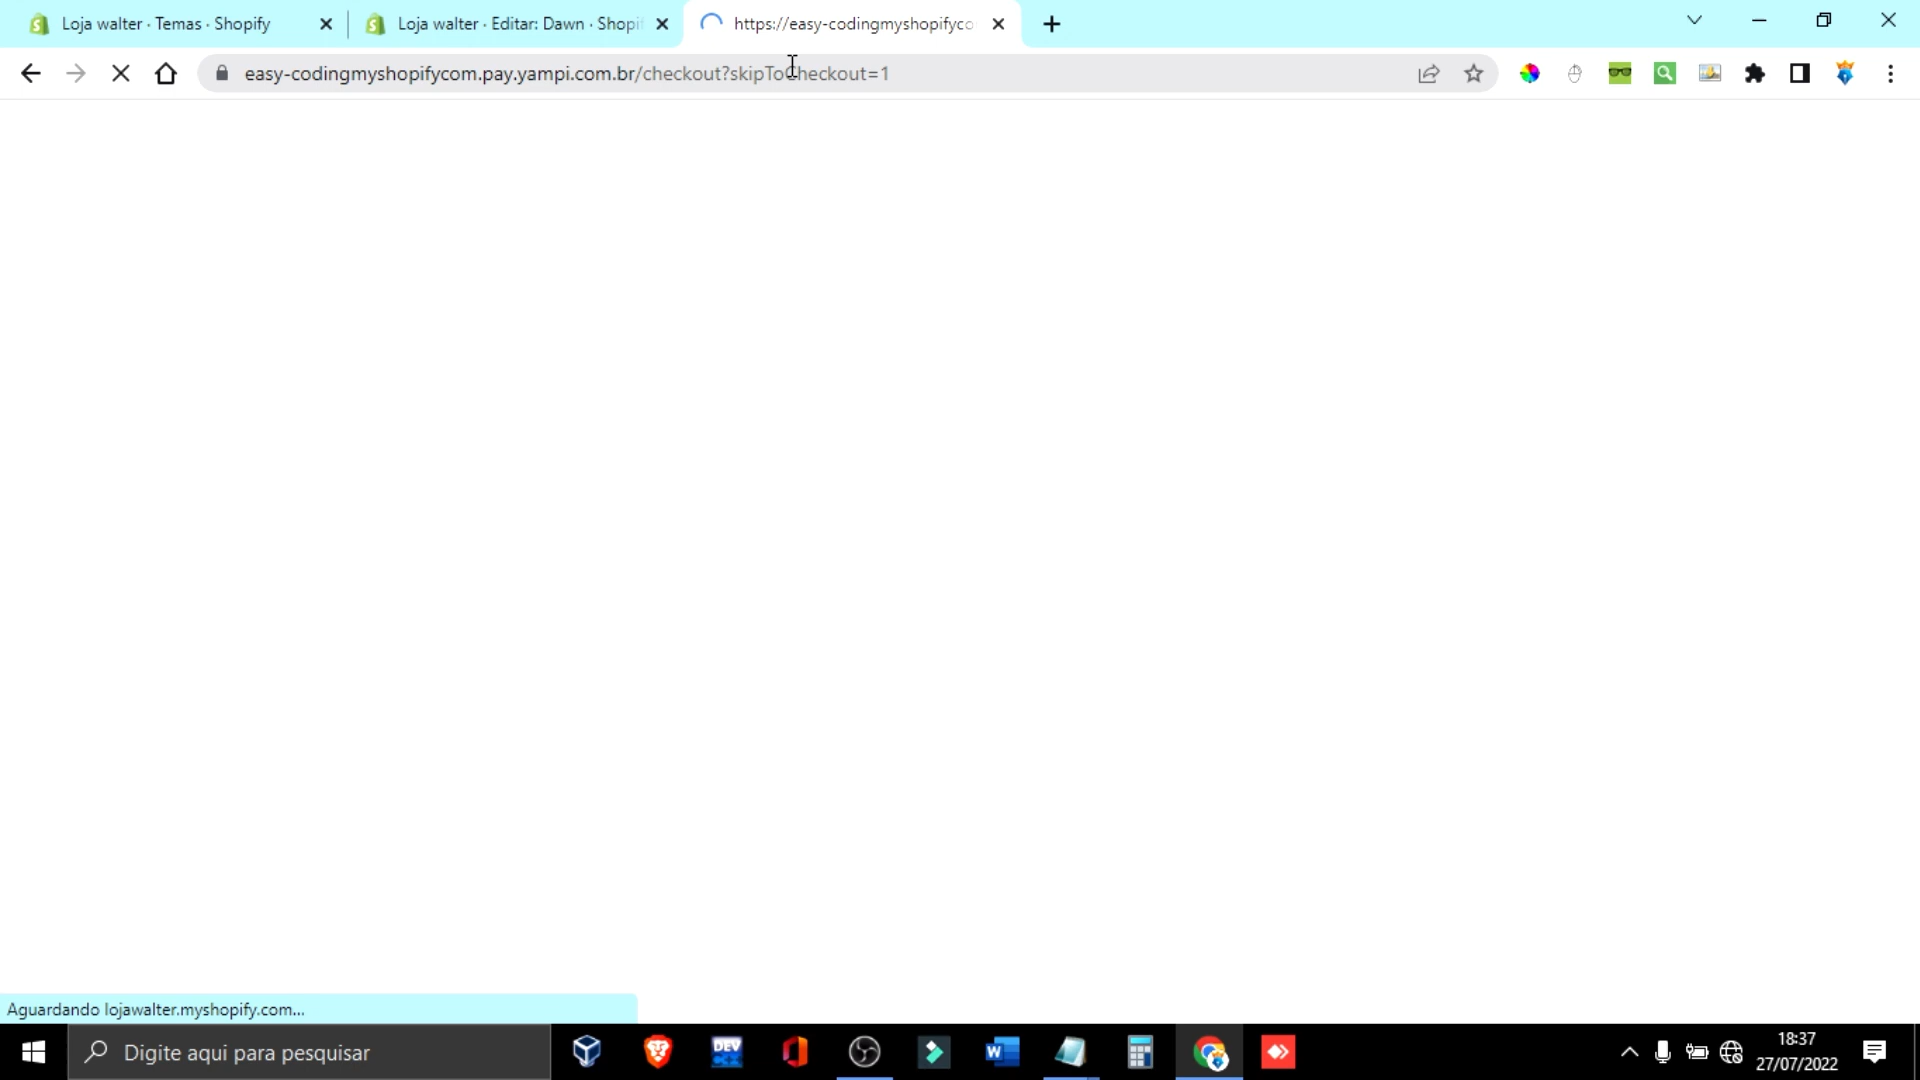 Loja walter · Temas · Shopify
Loja walter · Editar: Dawn · Shopi
https://easy-codingmyshopifyco
easy-codingmyshopifycom.pay.yampi.com.br/checkout?skipToCheckout=1
Aguardando lojawalter.myshopify.com...
Digite aqui para pesquisar
DEV
C++
W
18:37
27/07/2022